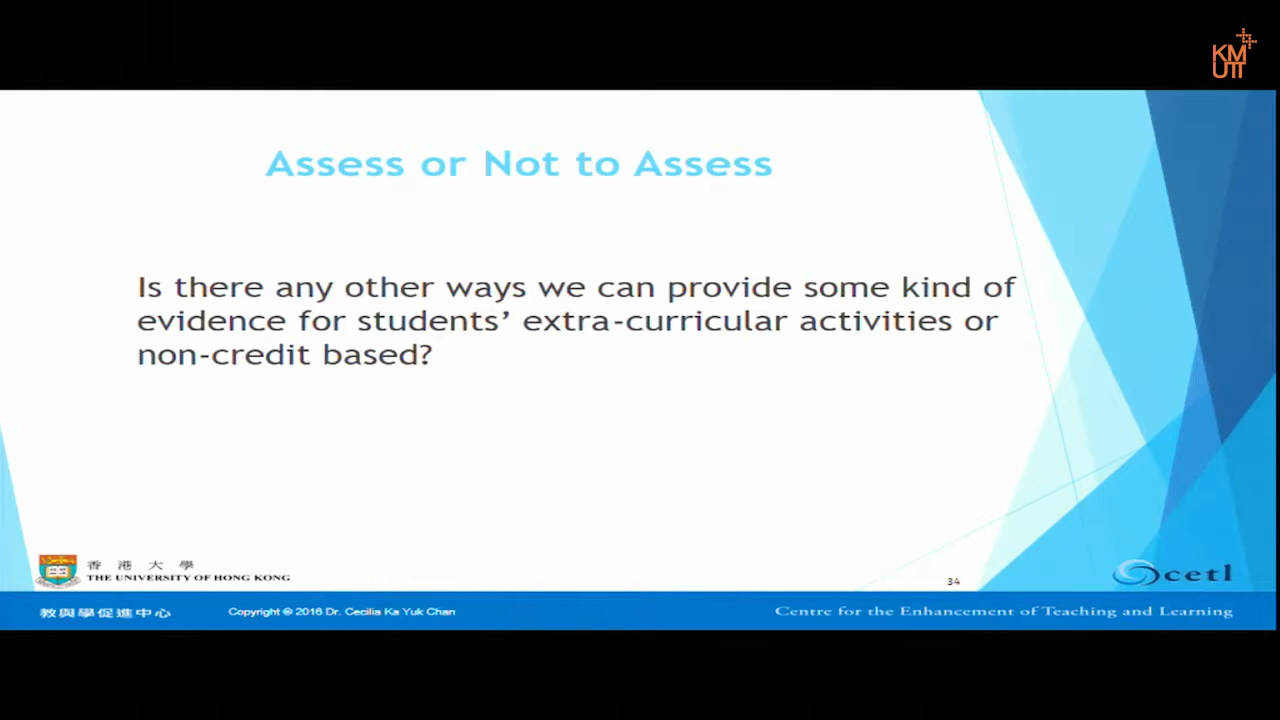 KM
UTT
Assess or Not to Assess
Is there any other ways we can provide some kind of
evidence for students’ extra-curricular activities or
non-credit based?
香港大學
THE UNIVERSITY OF HONG KONG
34
cetl
教與學促進中心
Copyright © 2016 Dr. Cecilia Ka Yuk Chan
Centre for the Enhancement of Teaching and Learning